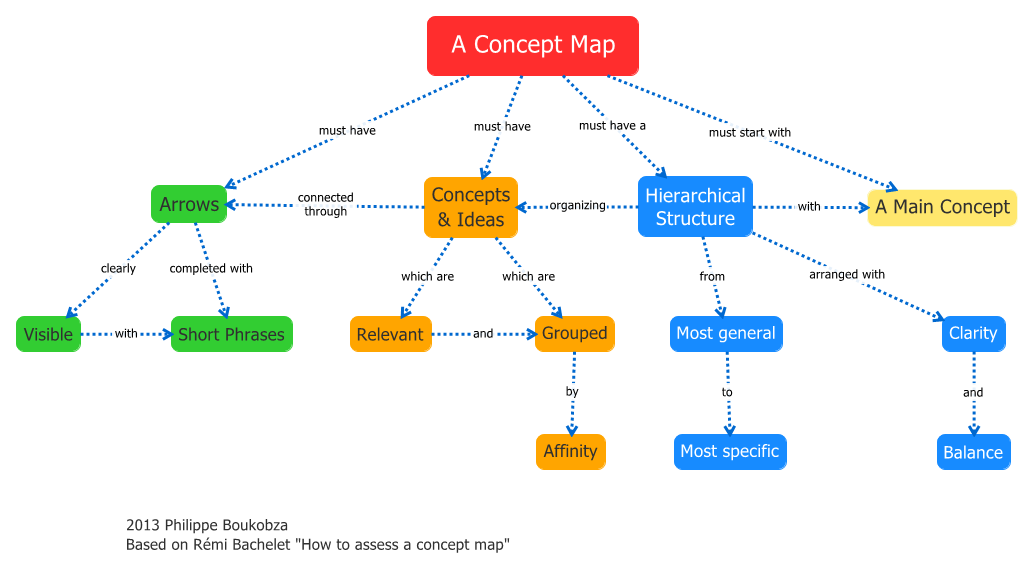 A Concept Map
must have
must have
must have a
must start with
Arrows
connected
through
Concepts
& Ideas
organizing
Hierarchical
Structure
with
A Main Concept
clearly
completed with
which are
which are
from
arranged with
Visible
with
Short Phrases
Relevant
and
Grouped
Most general
Clarity
by
to
and
Affinity
Most specific
Balance
2013 Philippe Boukobza
Based on Rémi Bachelet "How to assess a concept map"